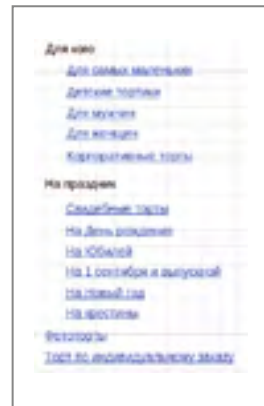 Для кого
Для самых маленьких
Детские тортики
Для мужчин
Для женщин
Корпоративные торты
На праздник
Свадебные торты
На День рождения
На Юбилей
На 1 сентября и выпускной
На Новый год
На крестины
Фототорты
Торт по индивидуальному заказу